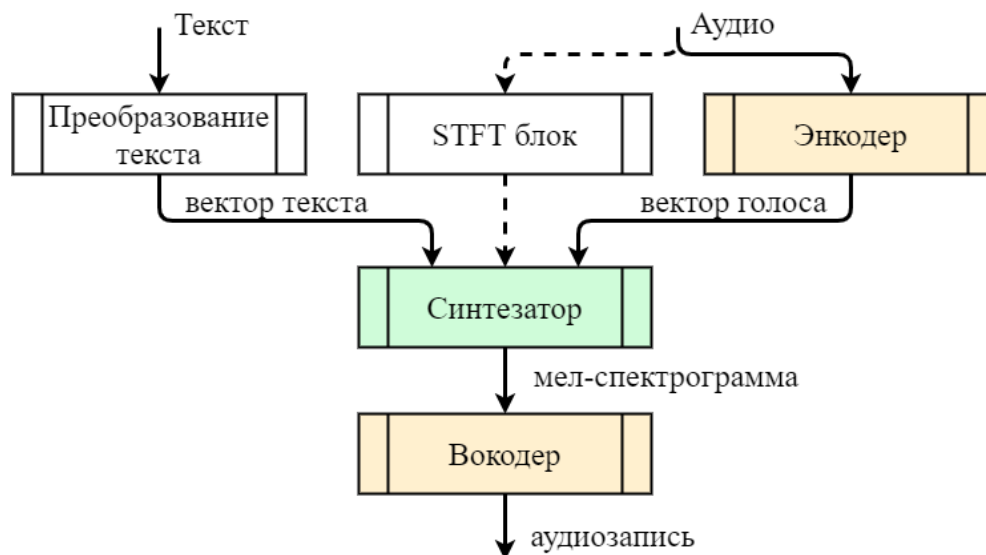 Текст
Аудио
Преобразование
текста
STFT блок
Энкодер
вектор текста
вектор голоса
Синтезатор
мел-спектрограмма
Вокодер
аудиозапись